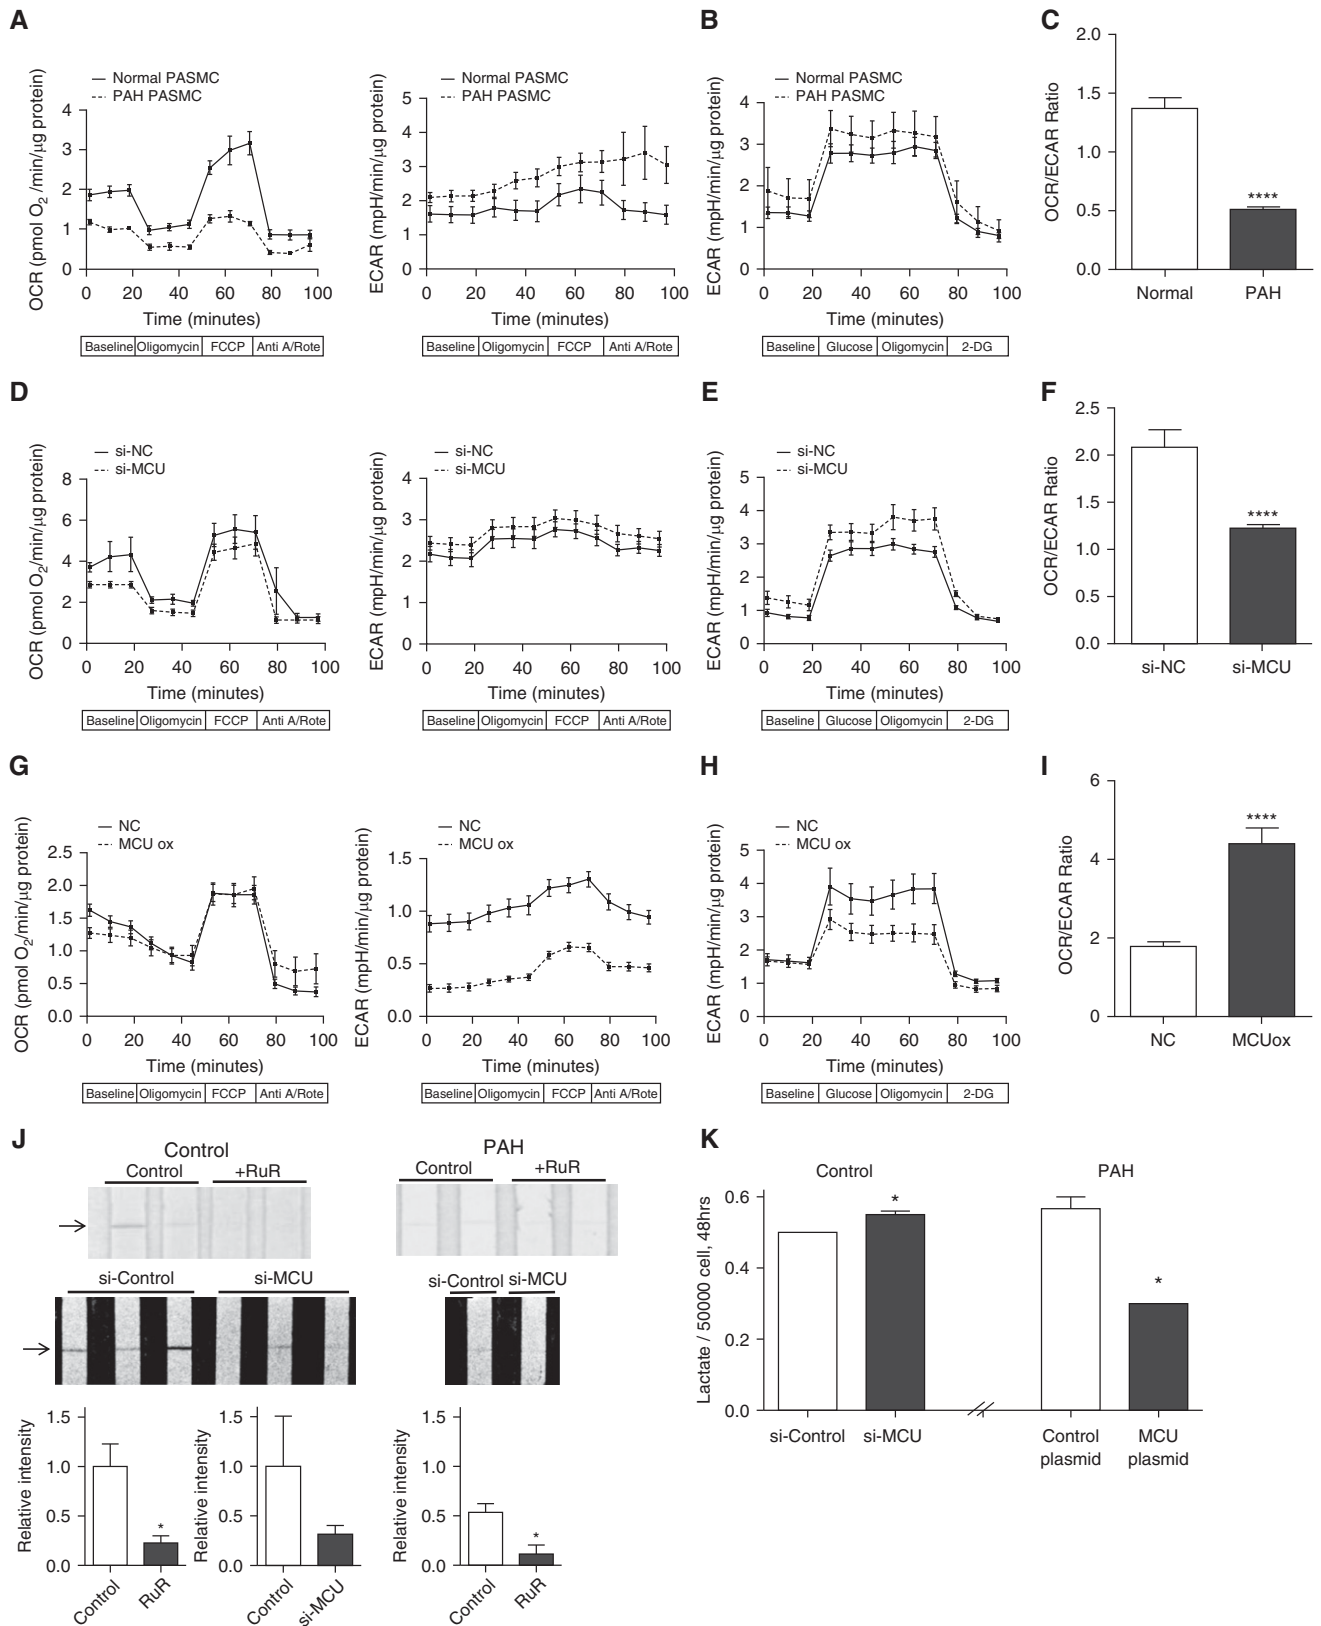 A
— Normal PASMC
--- PAH PASMC
OCR (pmol O2 /min/μg protein)
4
3
2
1
0
0 20 40 60 80 100
Time (minutes)
Baseline Oligomycin FCCP Anti A/Rote
— Normal PASMC
--- PAH PASMC
ECAR (mpH/min/μg protein)
5
4
3
2
1
0
0 20 40 60 80 100
Time (minutes)
Baseline Oligomycin FCCP Anti A/Rote
B
— Normal PASMC
--- PAH PASMC
ECAR (mpH/min/μg protein)
4
3
2
1
0
0 20 40 60 80 100
Time (minutes)
Baseline Glucose Oligomycin 2-DG
C
OCR/ECAR Ratio
2.0
1.5
1.0
0.5
0.0
****
Normal PAH
D
si-NC
si-MCU
OCR (pmol O2/min/μg protein)
8
6
4
2
0
0 20 40 60 80 100
Time (minutes)
Baseline Oligomycin FCCP Anti A/Rote
si-NC
si-MCU
ECAR (mpH/min/μg protein)
4
3
2
1
0
0 20 40 60 80 100
Time (minutes)
Baseline Oligomycin FCCP Anti A/Rote
E
si-NC
si-MCU
ECAR (mpH/min/μg protein)
5
4
3
2
1
0
0 20 40 60 80 100
Time (minutes)
Baseline Glucose Oligomycin 2-DG
F
OCR/ECAR Ratio
2.5
2.0
1.5
1.0
0.5
0.0
****
si-NC si-MCU
G
NC
MCU ox
OCR (pmol O2/min/μg protein)
2.5
2.0
1.5
1.0
0.5
0.0
0 20 40 60 80 100
Time (minutes)
Baseline Oligomycin FCCP Anti A/Rote
NC
MCU ox
ECAR (mpH/min/μg protein)
1.5
1.0
0.5
0.0
0 20 40 60 80 100
Time (minutes)
Baseline Oligomycin FCCP Anti A/Rote
H
NC
MCU ox
ECAR (mpH/min/μg protein)
5
4
3
2
1
0
0 20 40 60 80 100
Time (minutes)
Baseline Glucose Oligomycin 2-DG
I
OCR/ECAR Ratio
6
4
2
0
****
NC MCUox
J
Control
Control +RuR
PAH
Control +RuR
si-Control si-MCU
si-Control si-MCU
Relative intensity
1.5
1.0
0.5
0.0
*
Control RuR
Relative intensity
1.5
1.0
0.5
0.0
Control si-MCU
Relative intensity
1.5
1.0
0.5
0.0
*
Control RuR
K
Control PAH
Lactate / 50000 cell, 48hrs
0.6
0.4
0.2
0.0
*
*
si-Control si-MCU
Control plasmid
MCU plasmid